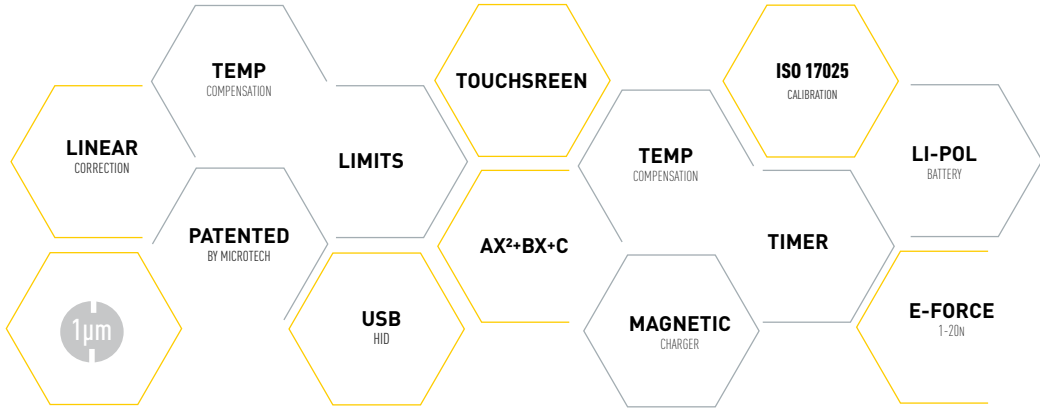 TEMP
COMPENSATION
TOUCHSREEN
ISO 17025
CALIBRATION
LINEAR
CORRECTION
LIMITS
TEMP
COMPENSATION
LI-POL
BATTERY
PATENTED
BY MICROTECH
AX²+BX+C
TIMER
1µm
USB
HID
MAGNETIC
CHARGER
E-FORCE
1-20N